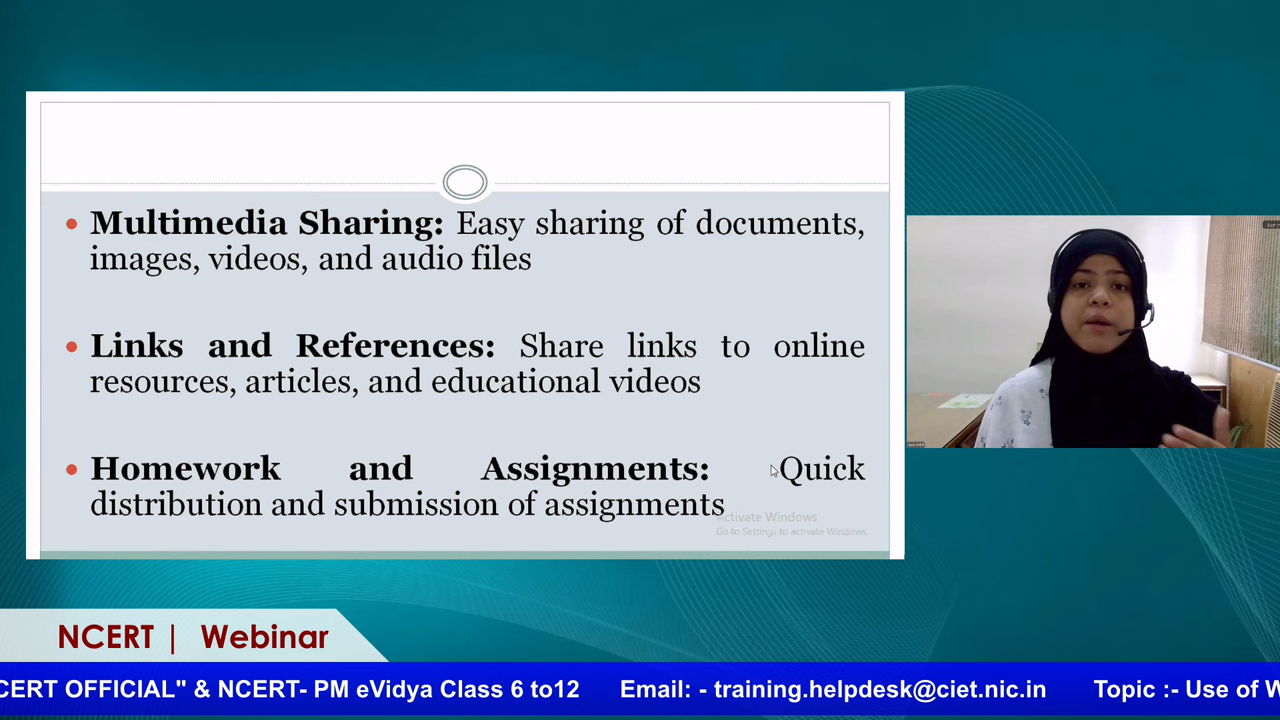 • Multimedia Sharing: Easy sharing of documents,
images, videos, and audio files
• Links and References: Share links to online
resources, articles, and educational videos
• Homework and Assignments: Quick
distribution and submission of assignments
Activate Windows
Go to Settings to activate Windows.
NCERT | Webinar
CERT OFFICIAL" & NCERT- PM eVidya Class 6 to12 Email: - training.helpdesk@ciet.nic.in Topic :- Use of W